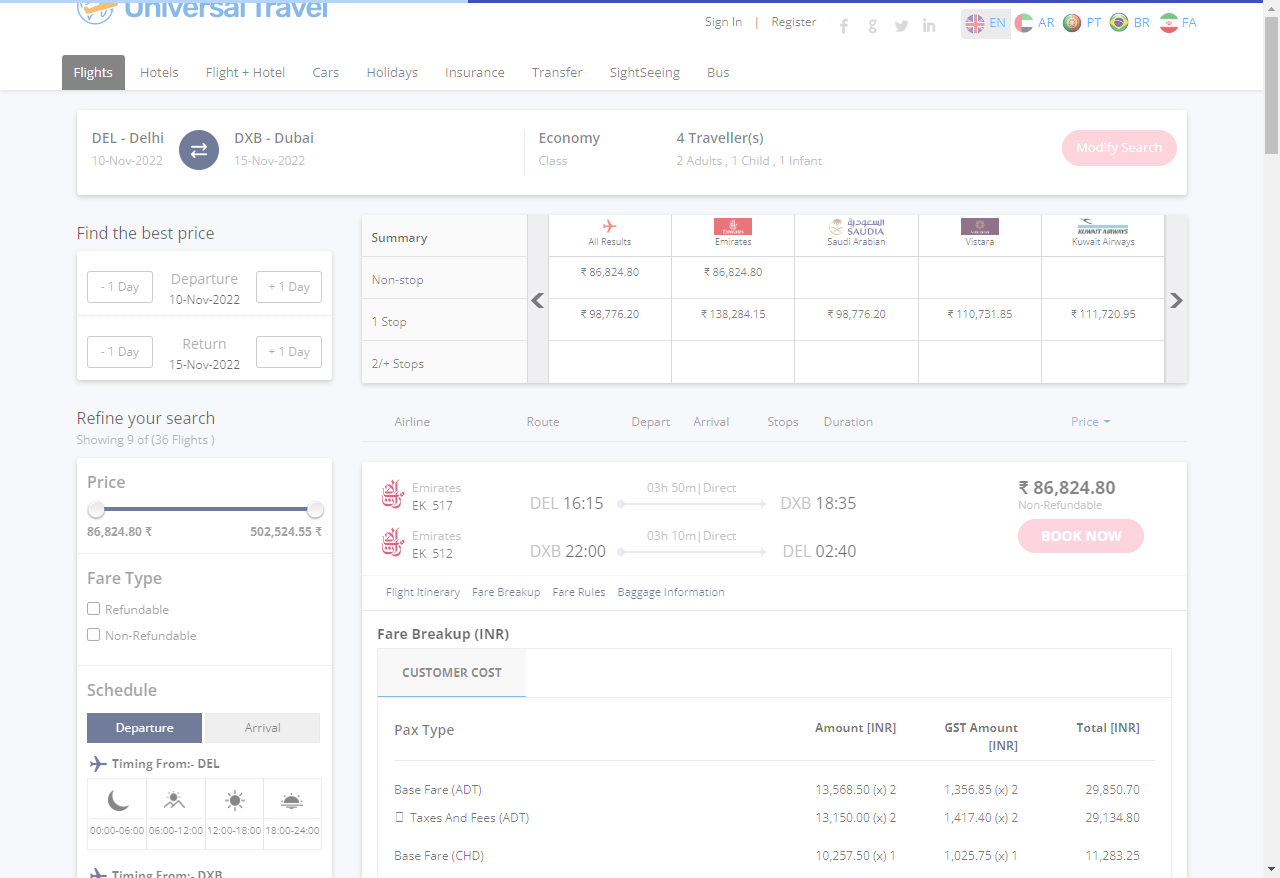 Universal Travel
Sign In | Register
EN AR PT BR FA
Flights Hotels Flight + Hotel Cars Holidays Insurance Transfer SightSeeing Bus
DEL - Delhi DXB - Dubai Economy 4 Traveller(s) Modify Search
10-Nov-2022 15-Nov-2022 Class 2 Adults , 1 Child , 1 Infant
Find the best price
- 1 Day Departure + 1 Day
10-Nov-2022
- 1 Day Return + 1 Day
15-Nov-2022
Summary All Results Emirates Saudi Arabian Vistara Kuwait Airways
السعودية
SAUDIA
KUWAIT AIRWAYS
Non-stop ₹ 86,824.80 ₹ 86,824.80
1 Stop ₹ 98,776.20 ₹ 138,284.15 ₹ 98,776.20 ₹ 110,731.85 ₹ 111,720.95
2/+ Stops
Refine your search
Showing 9 of (36 Flights )
Price
86,824.80 ₹ 502,524.55 ₹
Fare Type
Refundable
Non-Refundable
Schedule
Departure Arrival
Timing From:- DEL
00:00-06:00 06:00-12:00 12:00-18:00 18:00-24:00
Timing From:- DXB
Airline Route Depart Arrival Stops Duration Price
Emirates
EK 517 DEL 16:15 03h 50m|Direct DXB 18:35
Emirates
EK 512 DXB 22:00 03h 10m|Direct DEL 02:40
₹ 86,824.80
Non-Refundable
BOOK NOW
Flight Itinerary Fare Breakup Fare Rules Baggage Information
Fare Breakup (INR)
CUSTOMER COST
Pax Type Amount [INR] GST Amount [INR] Total [INR]
Base Fare (ADT) 13,568.50 (x) 2 1,356.85 (x) 2 29,850.70
Taxes And Fees (ADT) 13,150.00 (x) 2 1,417.40 (x) 2 29,134.80
Base Fare (CHD) 10,257.50 (x) 1 1,025.75 (x) 1 11,283.25